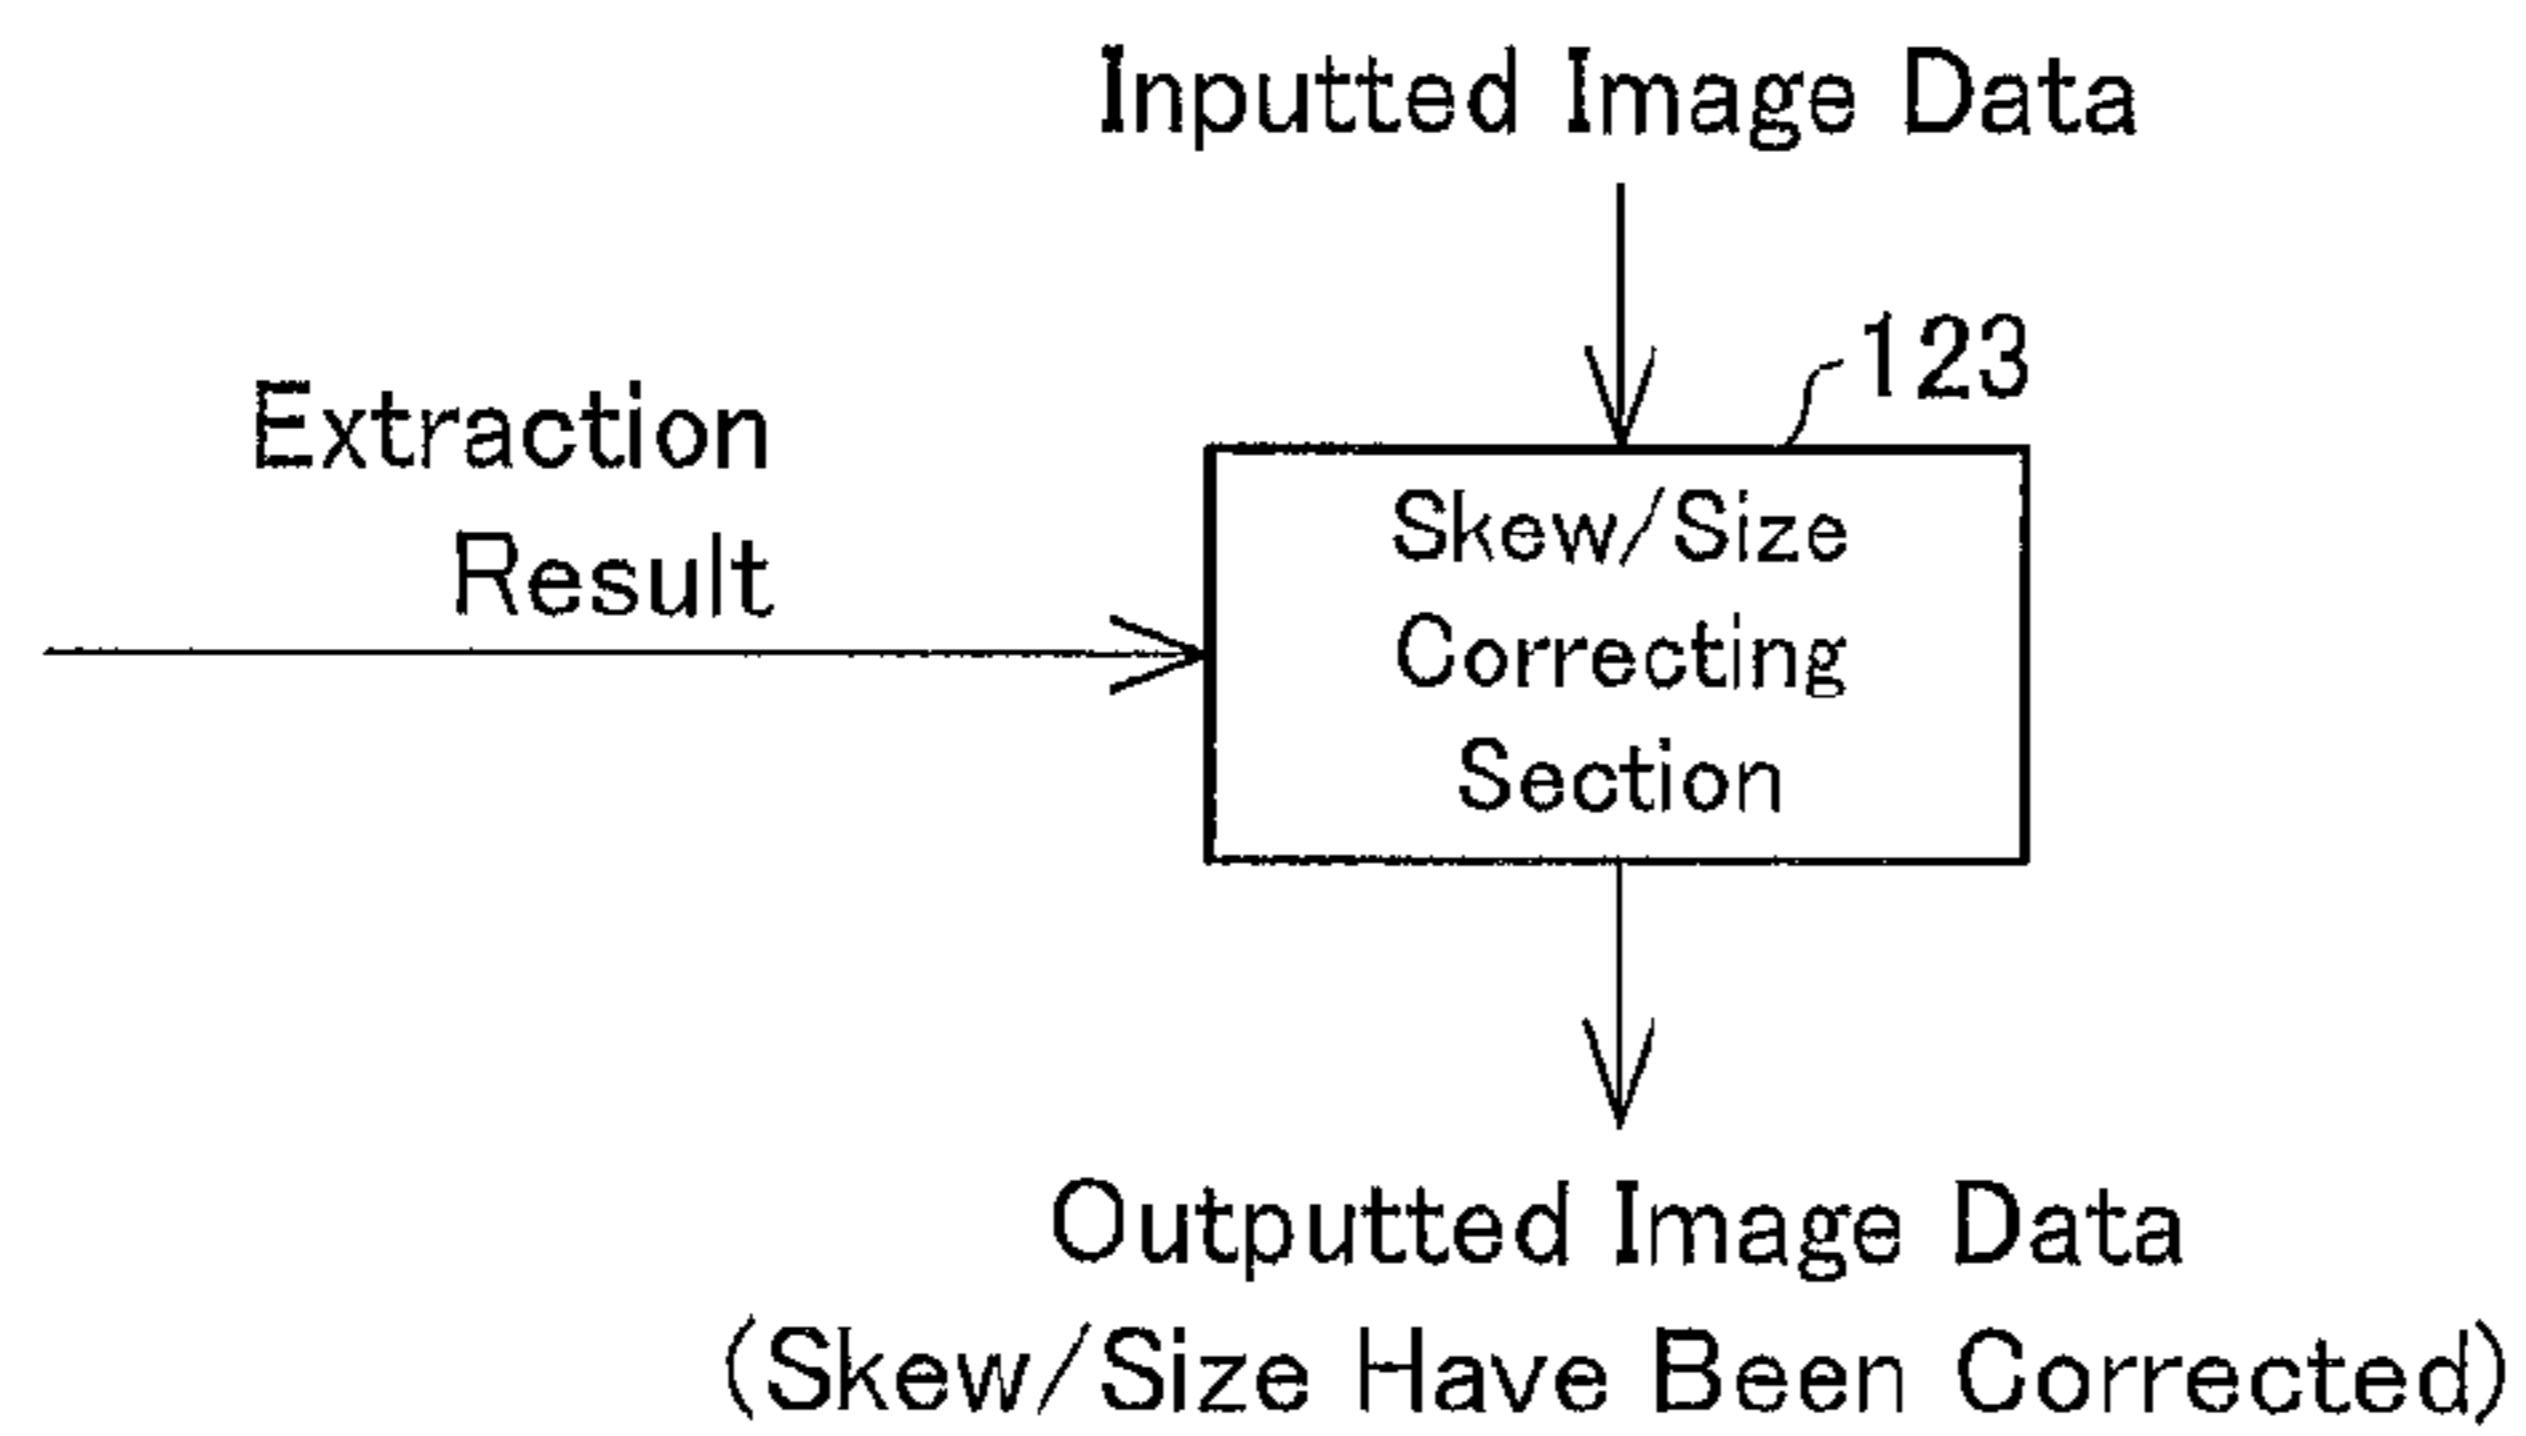 Inputted Image Data
123
Extraction
Result
Skew/Size
Correcting
Section
Outputted Image Data
(Skew/Size Have Been Corrected)